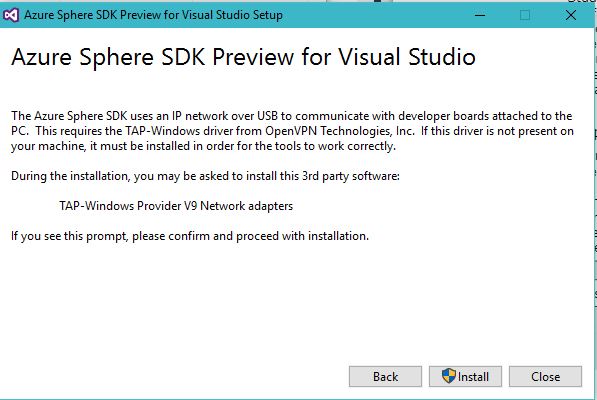 Azure Sphere SDK Preview for Visual Studio Setup
Azure Sphere SDK Preview for Visual Studio
The Azure Sphere SDK uses an IP network over USB to communicate with developer boards attached to the
PC.  This requires the TAP-Windows driver from OpenVPN Technologies, Inc.  If this driver is not present on
your machine, it must be installed in order for the tools to work correctly.
During the installation, you may be asked to install this 3rd party software:
TAP-Windows Provider V9 Network adapters
If you see this prompt, please confirm and proceed with installation.
Back
Install
Close